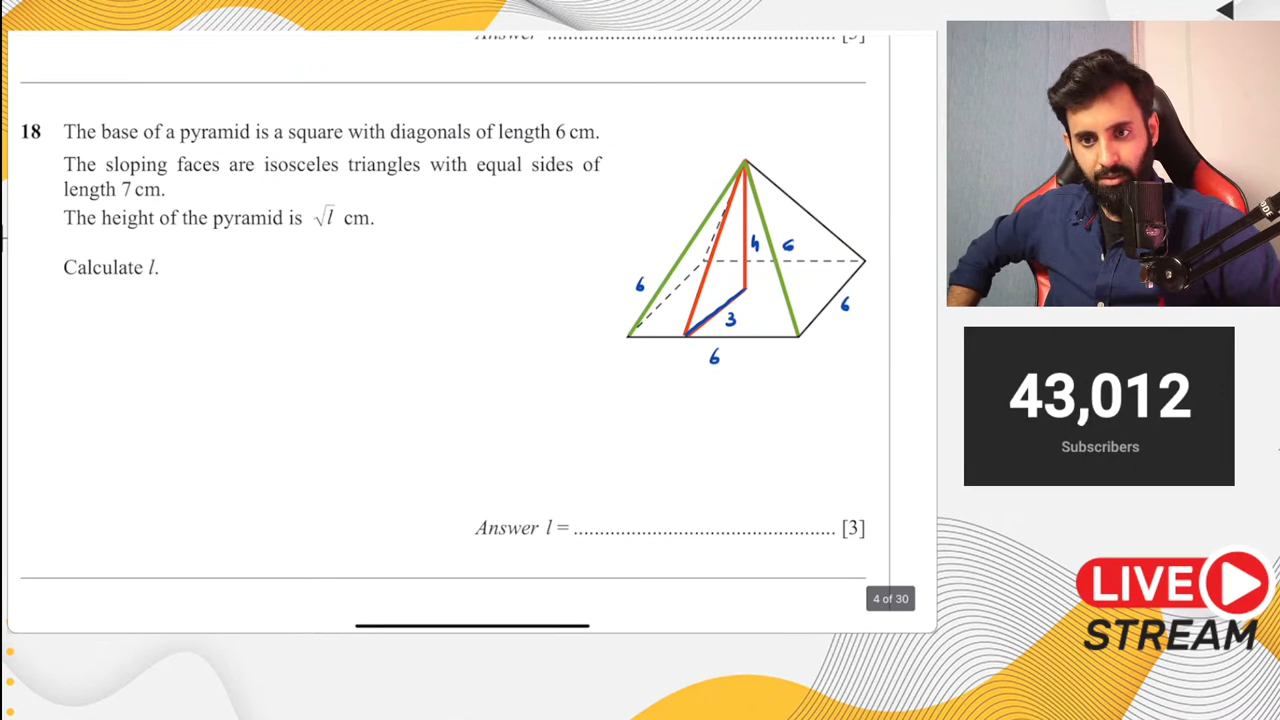 Answer ........................................................ [3]
18 The base of a pyramid is a square with diagonals of length 6 cm.
The sloping faces are isosceles triangles with equal sides of
length 7 cm.
The height of the pyramid is √l cm.
Calculate l.
h
6
6
6
3
6
Answer l = ................................................... [3]
4 of 30
43,012
Subscribers
LIVE
STREAM